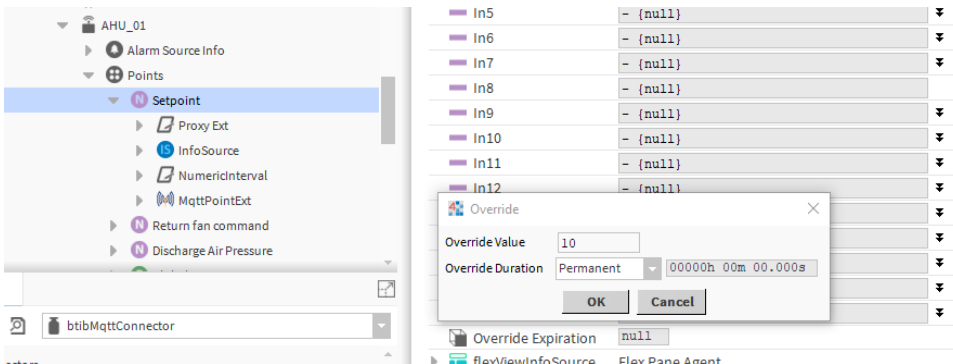 AHU_01
Alarm Source Info
Points
N Setpoint
Proxy Ext
IS InfoSource
NumericInterval
MqttPointExt
N Return fan command
N Discharge Air Pressure
btibMqttConnector
In5 - {null}
In6 - {null}
In7 - {null}
In8 - {null}
In9 - {null}
In10 - {null}
In11 - {null}
In12 - {null}
Override
Override Value 10
Override Duration Permanent 00000h 00m 00.000s
OK Cancel
Override Expiration null
flexViewInfoSource Flex Pane Agent